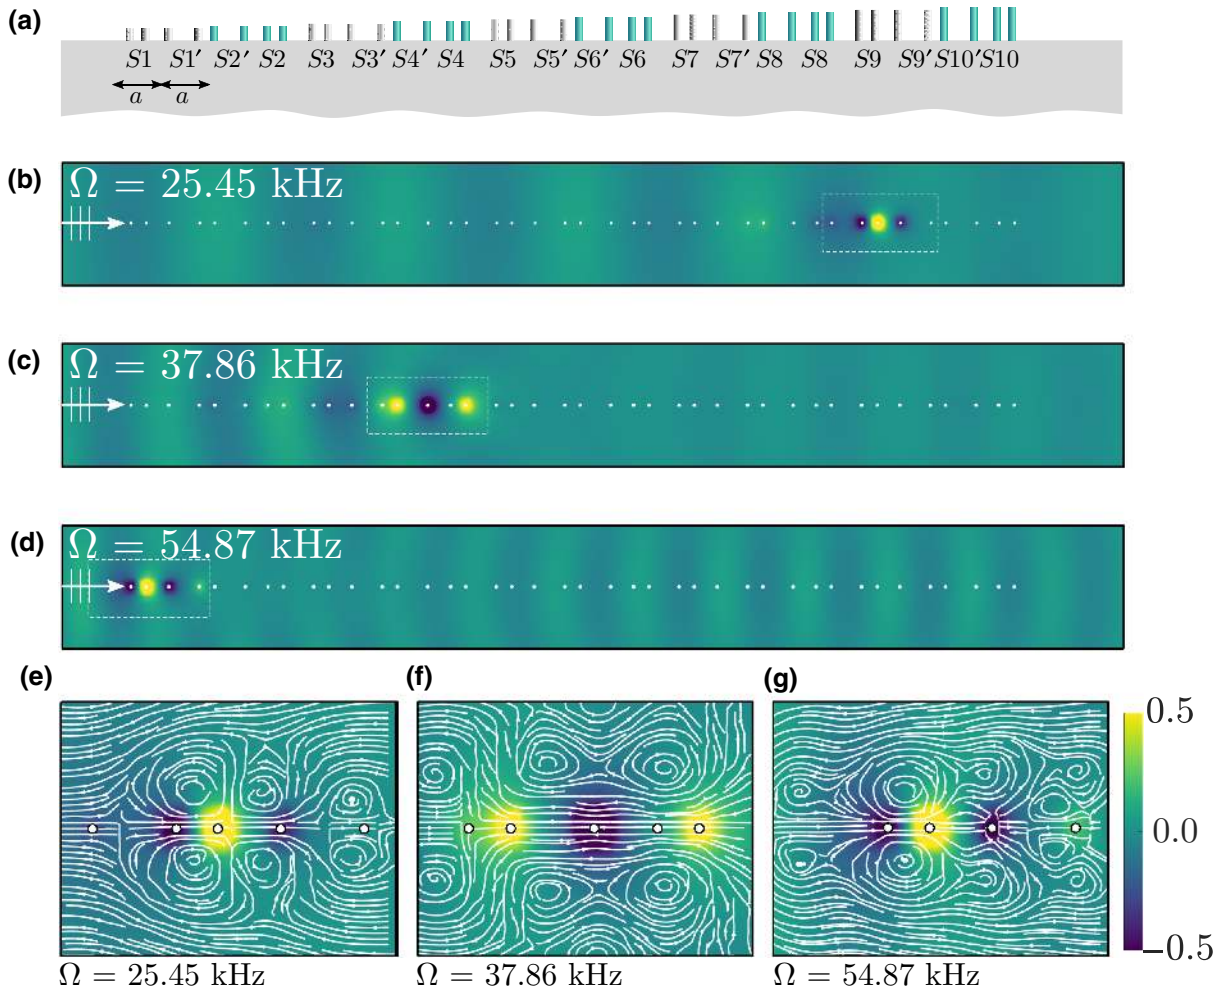 (a)
S1 S1′ S2′ S2 S3 S3′ S4′ S4 S5 S5′ S6′ S6 S7 S7′ S8 S8 S9 S9′ S10′ S10
a a
(b)
Ω = 25.45 kHz
(c)
Ω = 37.86 kHz
(d)
Ω = 54.87 kHz
(e) (f) (g)
0.5
0.0
−0.5
Ω = 25.45 kHz Ω = 37.86 kHz Ω = 54.87 kHz